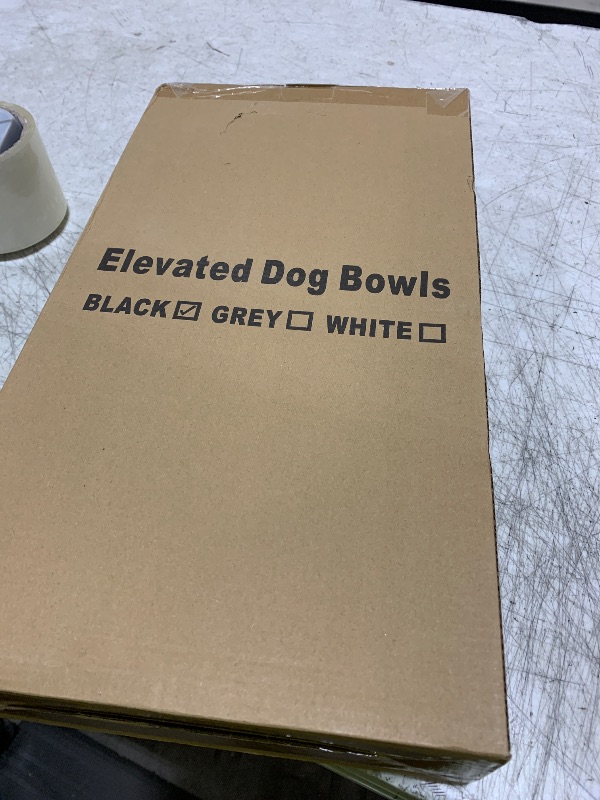 Elevated Dog Bowls
BLACK☑ GREY☐ WHITE☐